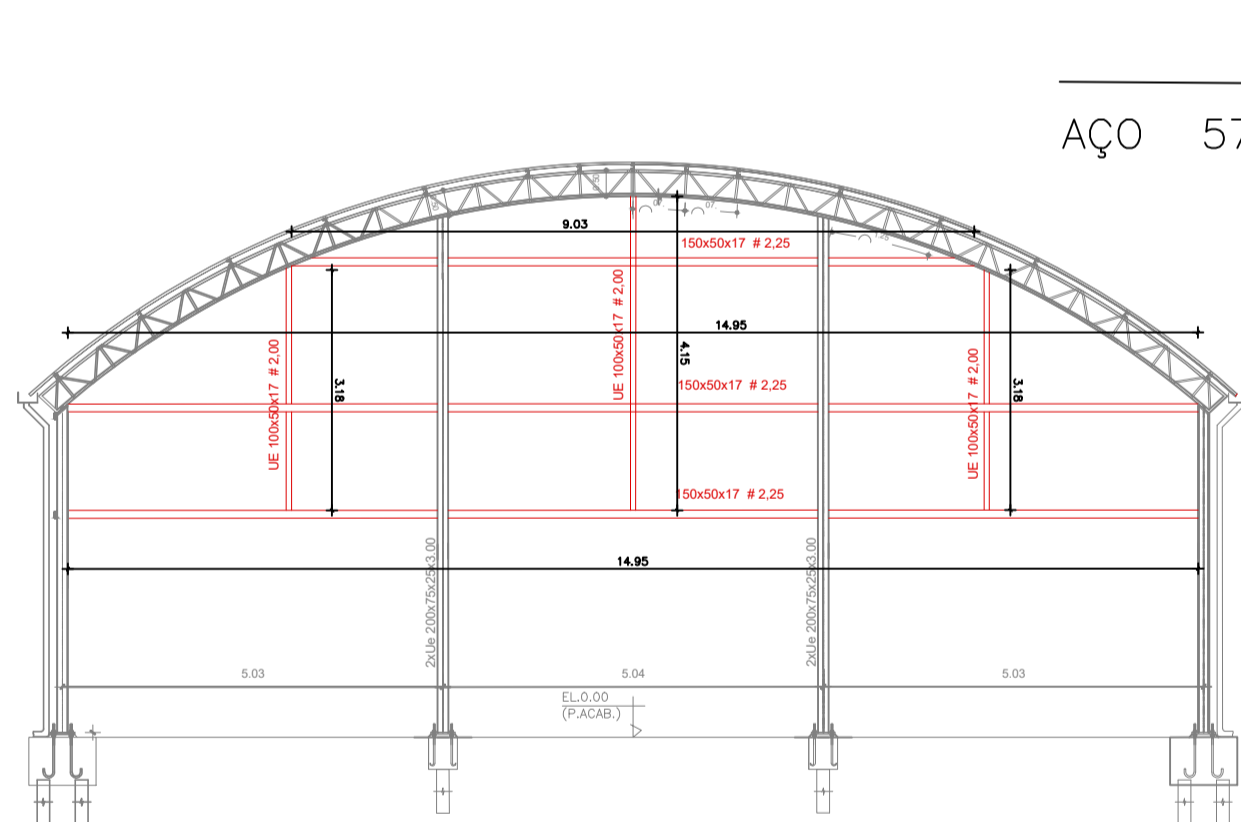 AÇO 57
9.03
150x50x17 # 2,25
UE 100x50x17 # 2,00
14.95
4.15
UE 100x50x17 # 2,00
3.18
150x50x17 # 2,25
UE 100x50x17 # 2,00
3.18
150x50x17 # 2,25
14.95
2xUe 200x75x25x3.00
2xUe 200x75x25x3.00
5.03
5.04
5.03
EL.0.00
(P.ACAB.)